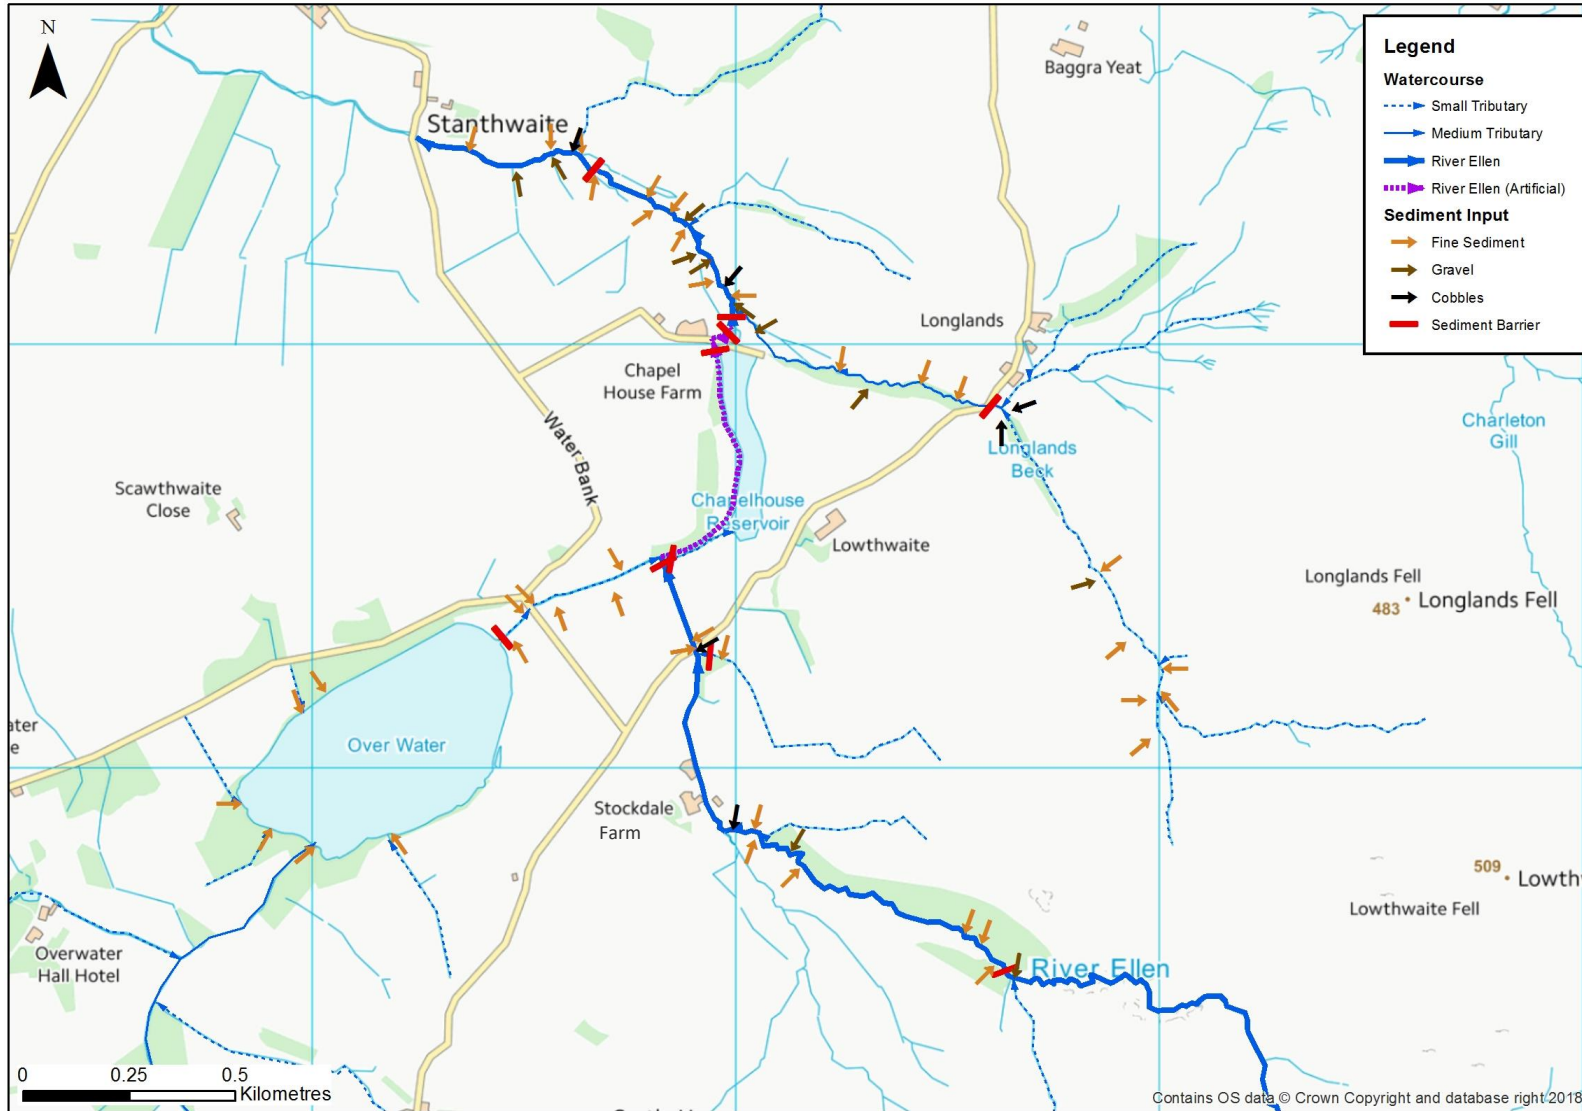 N
Baggra Yeat
Stanthwaite
Longlands
Chapel
House Farm
Charleton
Gill
Water Bank
Longlands
Beck
Scawthwaite
Close
Chapelhouse
Reservoir
Lowthwaite
Longlands Fell
483
Longlands Fell
Over Water
Stockdale
Farm
509
Lowthwaite Fell
Overwater
Hall Hotel
River Ellen
0 0.25 0.5
Kilometres
Contains OS data © Crown Copyright and database right 2018
Legend
Watercourse
Small Tributary
Medium Tributary
River Ellen
River Ellen (Artificial)
Sediment Input
Fine Sediment
Gravel
Cobbles
Sediment Barrier